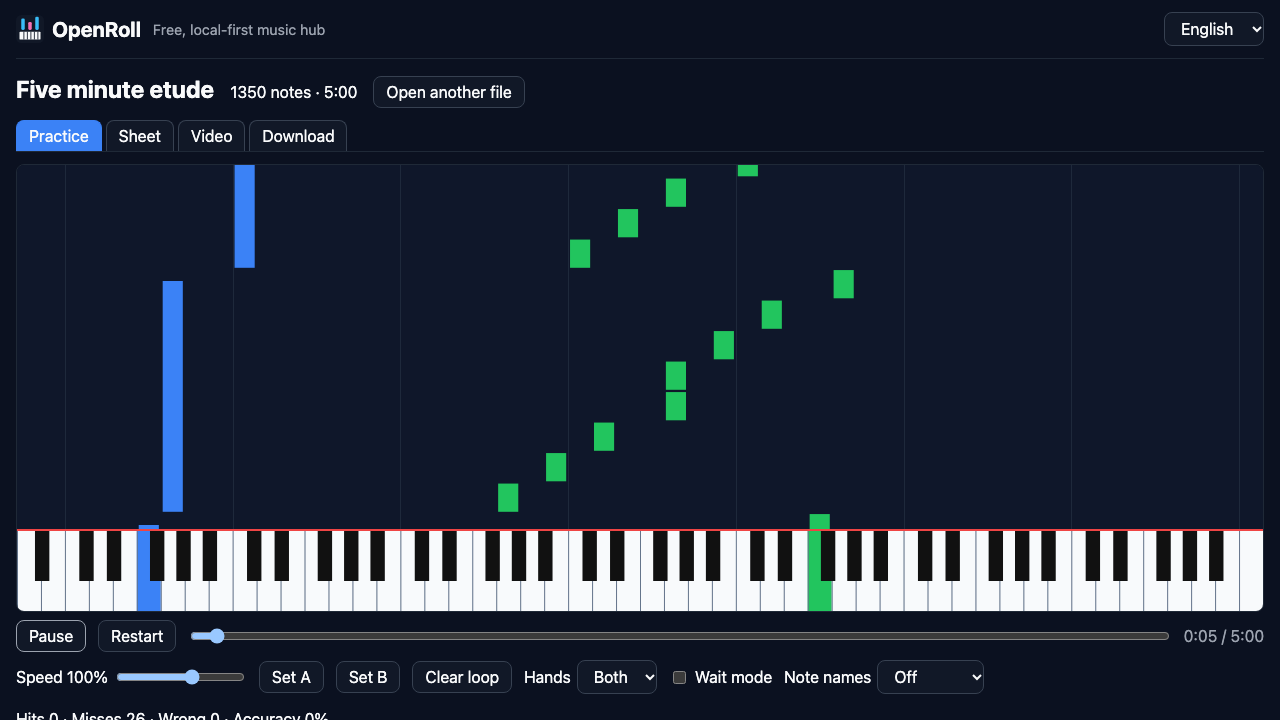 OpenRoll Free, local-first music hub English
Five minute etude 1350 notes · 5:00 Open another file
Practice Sheet Video Download
Pause Restart 0:05 / 5:00
Speed 100% Set A Set B Clear loop Hands Both Wait mode Note names Off
Hits 0 · Misses 26 · Wrong 0 · Accuracy 0%